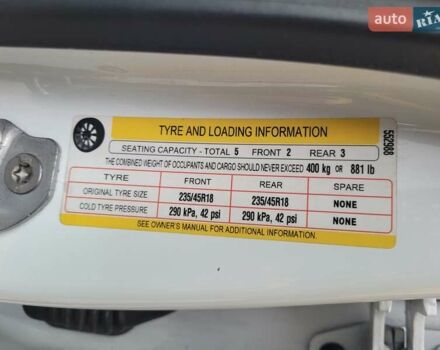 RIA
TYRE AND LOADING INFORMATION
SEATING CAPACITY - TOTAL 5 FRONT 2 REAR 3
THE COMBINED WEIGHT OF OCCUPANTS AND CARGO SHOULD NEVER EXCEED 400 kg OR 881 lb
TYRE FRONT REAR SPARE
ORIGINAL TYRE SIZE 235/45R18 235/45R18 NONE
COLD TYRE PRESSURE 290 kPa, 42 psi 290 kPa, 42 psi NONE
SEE OWNER'S MANUAL FOR ADDITIONAL INFORMATION.
552988